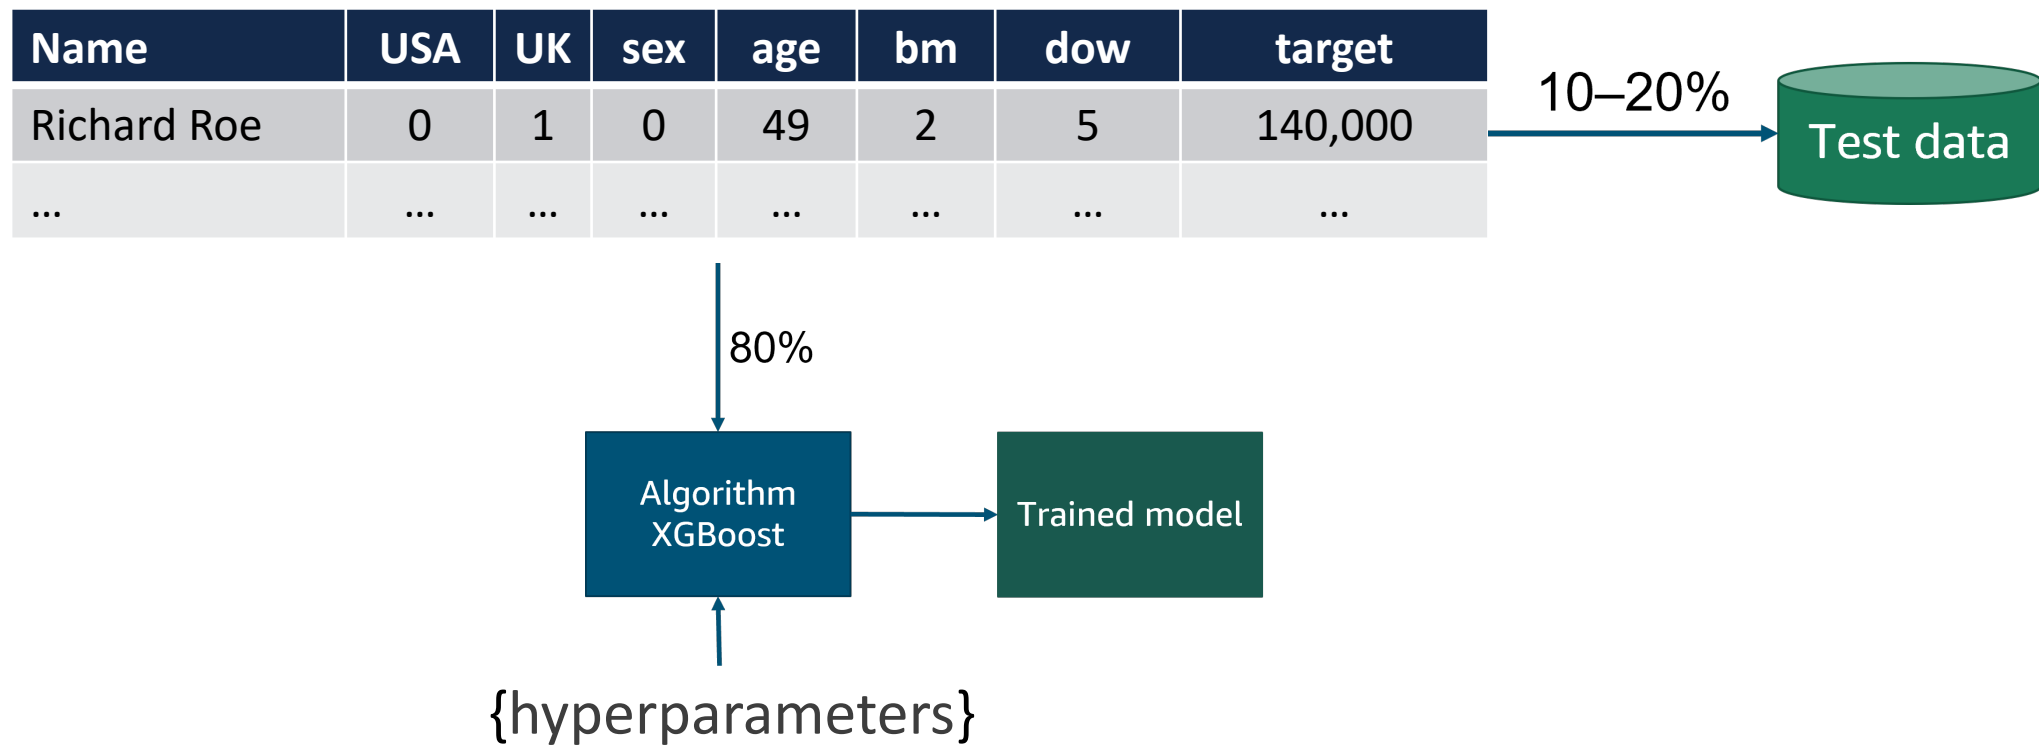 Name USA UK sex age bm dow target
Richard Roe 0 1 0 49 2 5 140,000
... ... ... ... ... ... ... ...
10–20%
Test data
80%
Algorithm
XGBoost
Trained model
{hyperparameters}